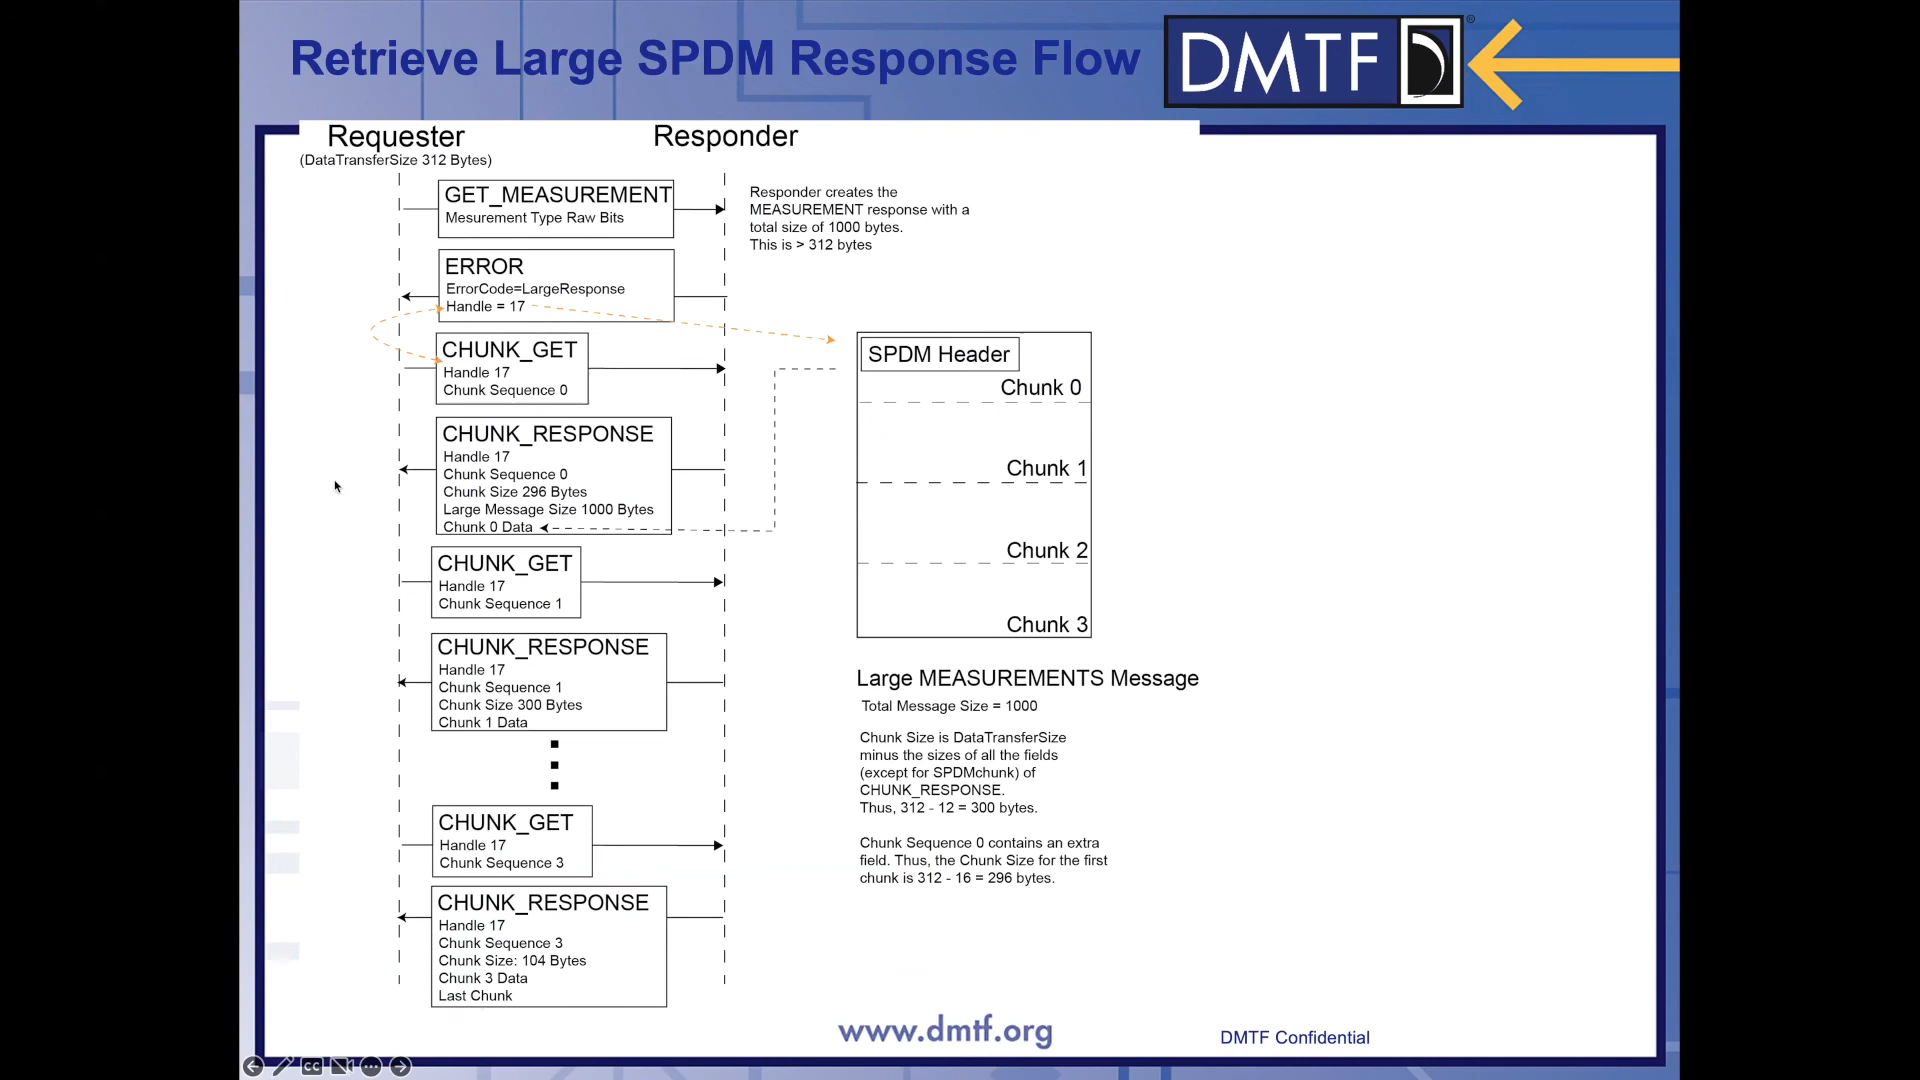 Retrieve Large SPDM Response Flow
DMTF
®
Requester
(DataTransferSize 312 Bytes)
Responder
GET_MEASUREMENT
Mesurement Type Raw Bits
Responder creates the
MEASUREMENT response with a
total size of 1000 bytes.
This is > 312 bytes
ERROR
ErrorCode=LargeResponse
Handle = 17
CHUNK_GET
Handle 17
Chunk Sequence 0
CHUNK_RESPONSE
Handle 17
Chunk Sequence 0
Chunk Size 296 Bytes
Large Message Size 1000 Bytes
Chunk 0 Data
CHUNK_GET
Handle 17
Chunk Sequence 1
CHUNK_RESPONSE
Handle 17
Chunk Sequence 1
Chunk Size 300 Bytes
Chunk 1 Data
CHUNK_GET
Handle 17
Chunk Sequence 3
CHUNK_RESPONSE
Handle 17
Chunk Sequence 3
Chunk Size: 104 Bytes
Chunk 3 Data
Last Chunk
SPDM Header
Chunk 0
Chunk 1
Chunk 2
Chunk 3
Large MEASUREMENTS Message
Total Message Size = 1000
Chunk Size is DataTransferSize
minus the sizes of all the fields
(except for SPDMchunk) of
CHUNK_RESPONSE.
Thus, 312 - 12 = 300 bytes.
Chunk Sequence 0 contains an extra
field. Thus, the Chunk Size for the first
chunk is 312 - 16 = 296 bytes.
www.dmtf.org
DMTF Confidential
CC